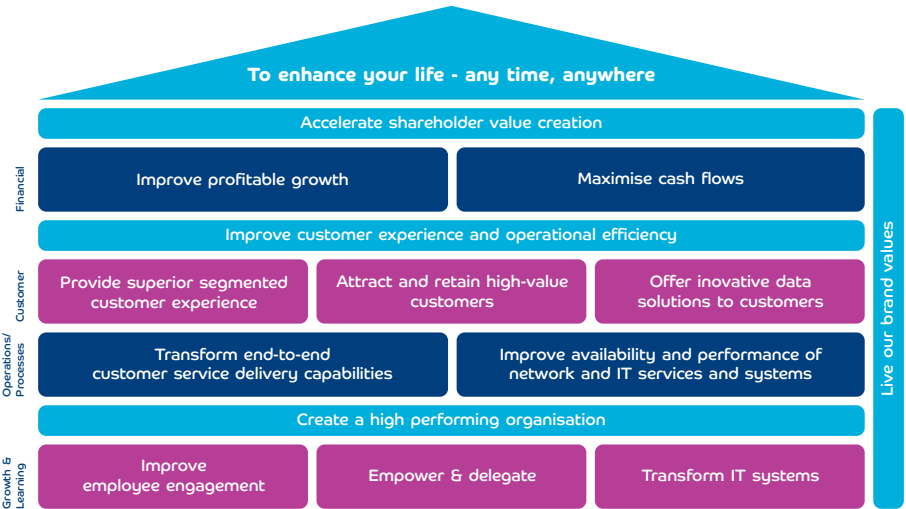 To enhance your life - any time, anywhere
Accelerate shareholder value creation
Financial
Improve profitable growth
Maximise cash flows
Improve customer experience and operational efficiency
Customer
Provide superior segmented
customer experience
Attract and retain high-value
customers
Offer inovative data
solutions to customers
Operations/
Processes
Transform end-to-end
customer service delivery capabilities
Improve availability and performance of
network and IT services and systems
Create a high performing organisation
Growth &
Learning
Improve
employee engagement
Empower & delegate
Transform IT systems
Live our brand values